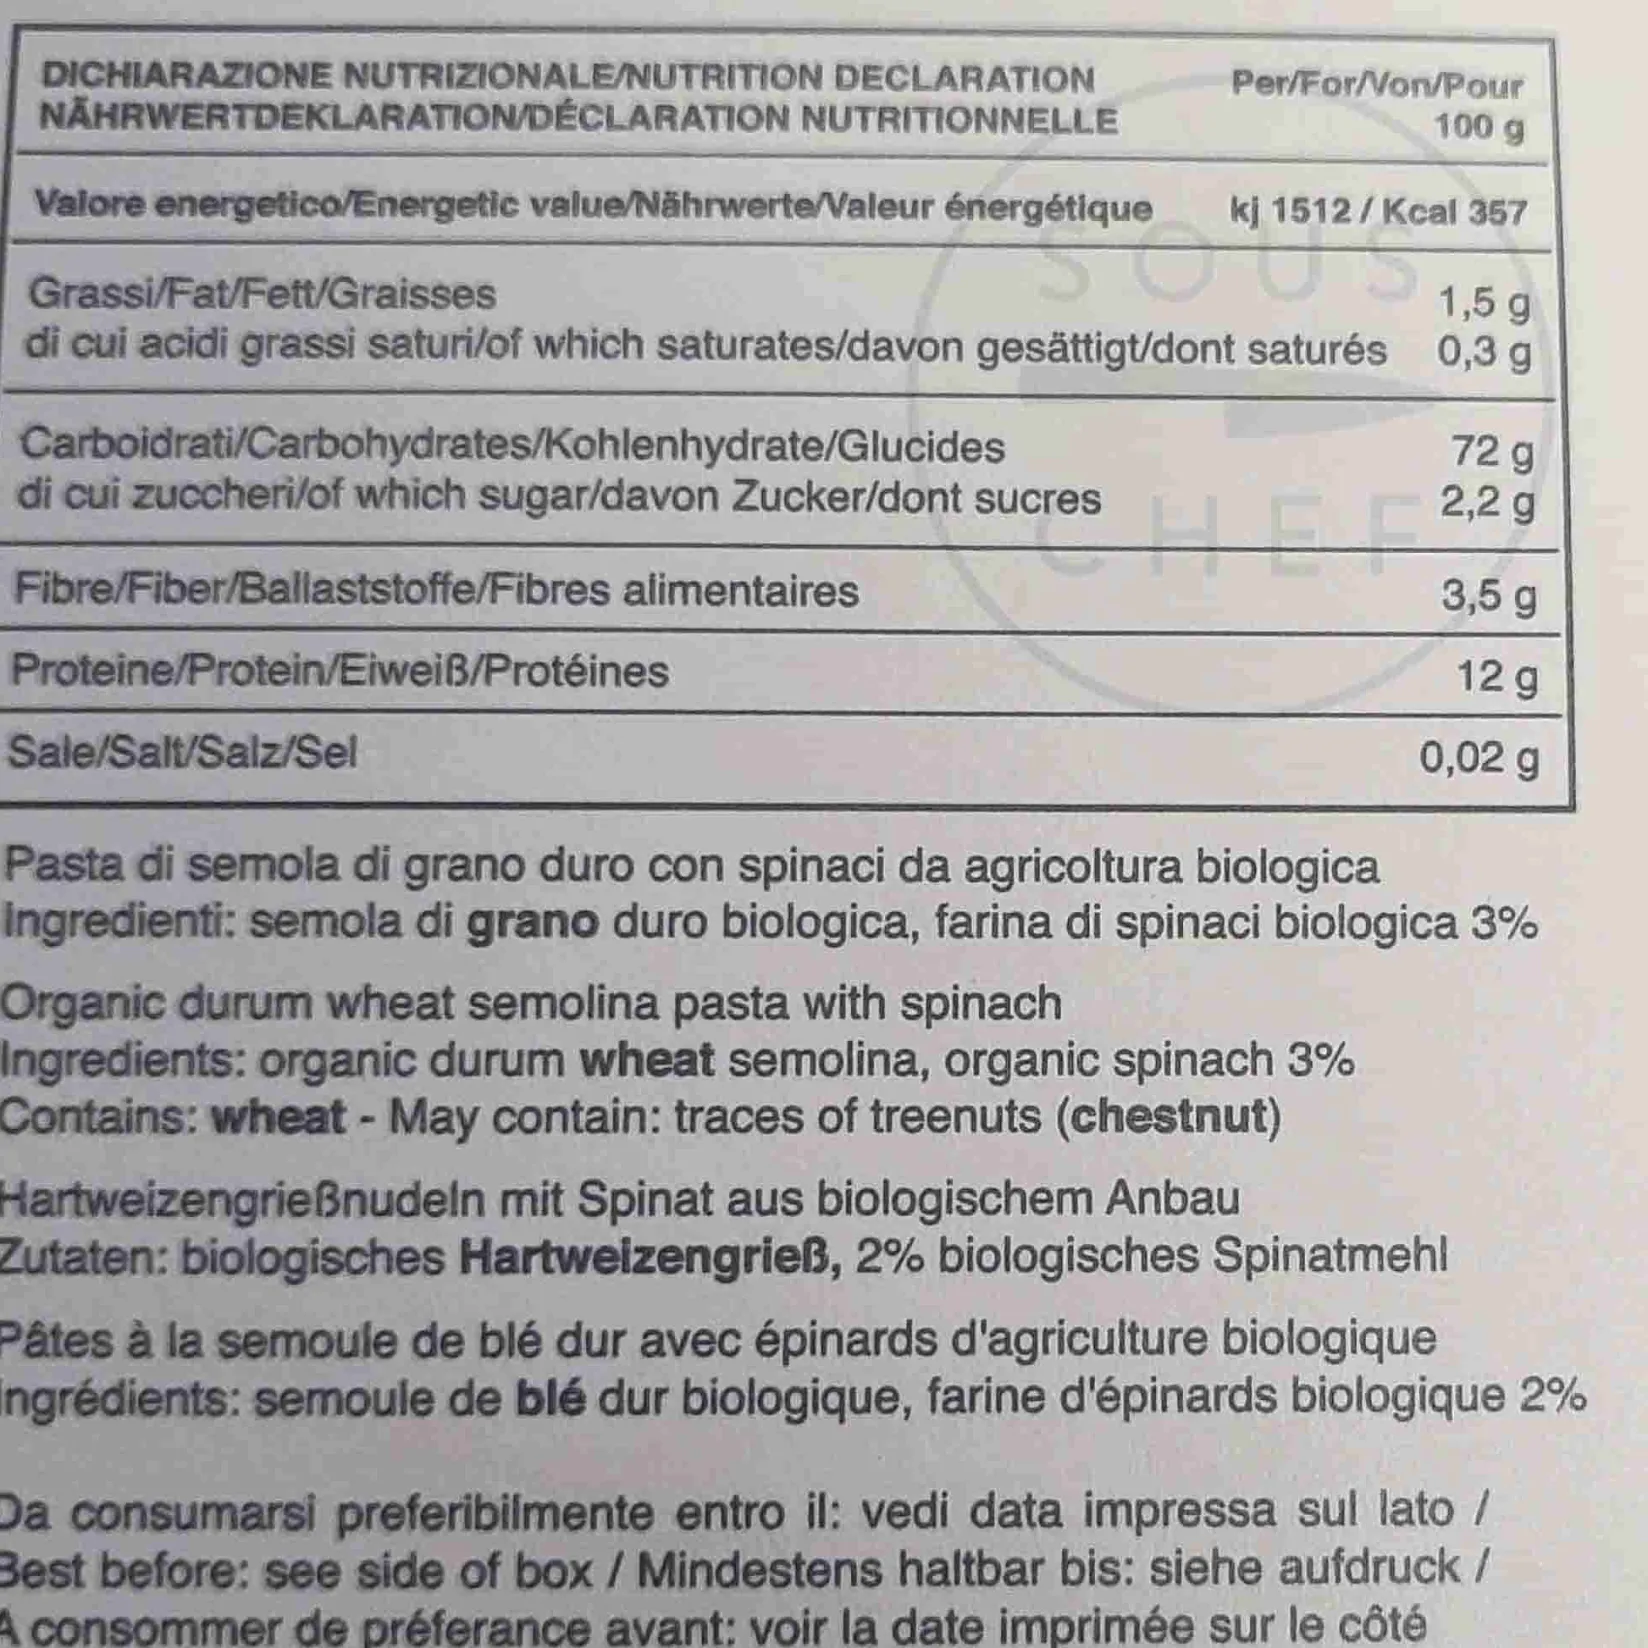 DICHIARAZIONE NUTRIZIONALE/NUTRITION DECLARATION Per/For/Von/Pour
NÄHRWERTDEKLARATION/DÉCLARATION NUTRITIONNELLE 100 g
Valore energetico/Energetic value/Nährwerte/Valeur énergétique kj 1512 / Kcal 357
Grassi/Fat/Fett/Graisses 1,5 g
di cui acidi grassi saturi/of which saturates/davon gesättigt/dont saturés 0,3 g
Carboidrati/Carbohydrates/Kohlenhydrate/Glucides 72 g
di cui zuccheri/of which sugar/davon Zucker/dont sucres 2,2 g
Fibre/Fiber/Ballaststoffe/Fibres alimentaires 3,5 g
Proteine/Protein/Eiweiß/Protéines 12 g
Sale/Salt/Salz/Sel 0,02 g
SOUS
CHEF
Pasta di semola di grano duro con spinaci da agricoltura biologica
Ingredienti: semola di grano duro biologica, farina di spinaci biologica 3%
Organic durum wheat semolina pasta with spinach
Ingredients: organic durum wheat semolina, organic spinach 3%
Contains: wheat - May contain: traces of treenuts (chestnut)
Hartweizengrießnudeln mit Spinat aus biologischem Anbau
Zutaten: biologisches Hartweizengrieß, 2% biologisches Spinatmehl
Pâtes à la semoule de blé dur avec épinards d'agriculture biologique
Ingrédients: semoule de blé dur biologique, farine d'épinards biologique 2%
Da consumarsi preferibilmente entro il: vedi data impressa sul lato /
Best before: see side of box / Mindestens haltbar bis: siehe aufdruck /
A consommer de préferance avant: voir la date imprimée sur le côté